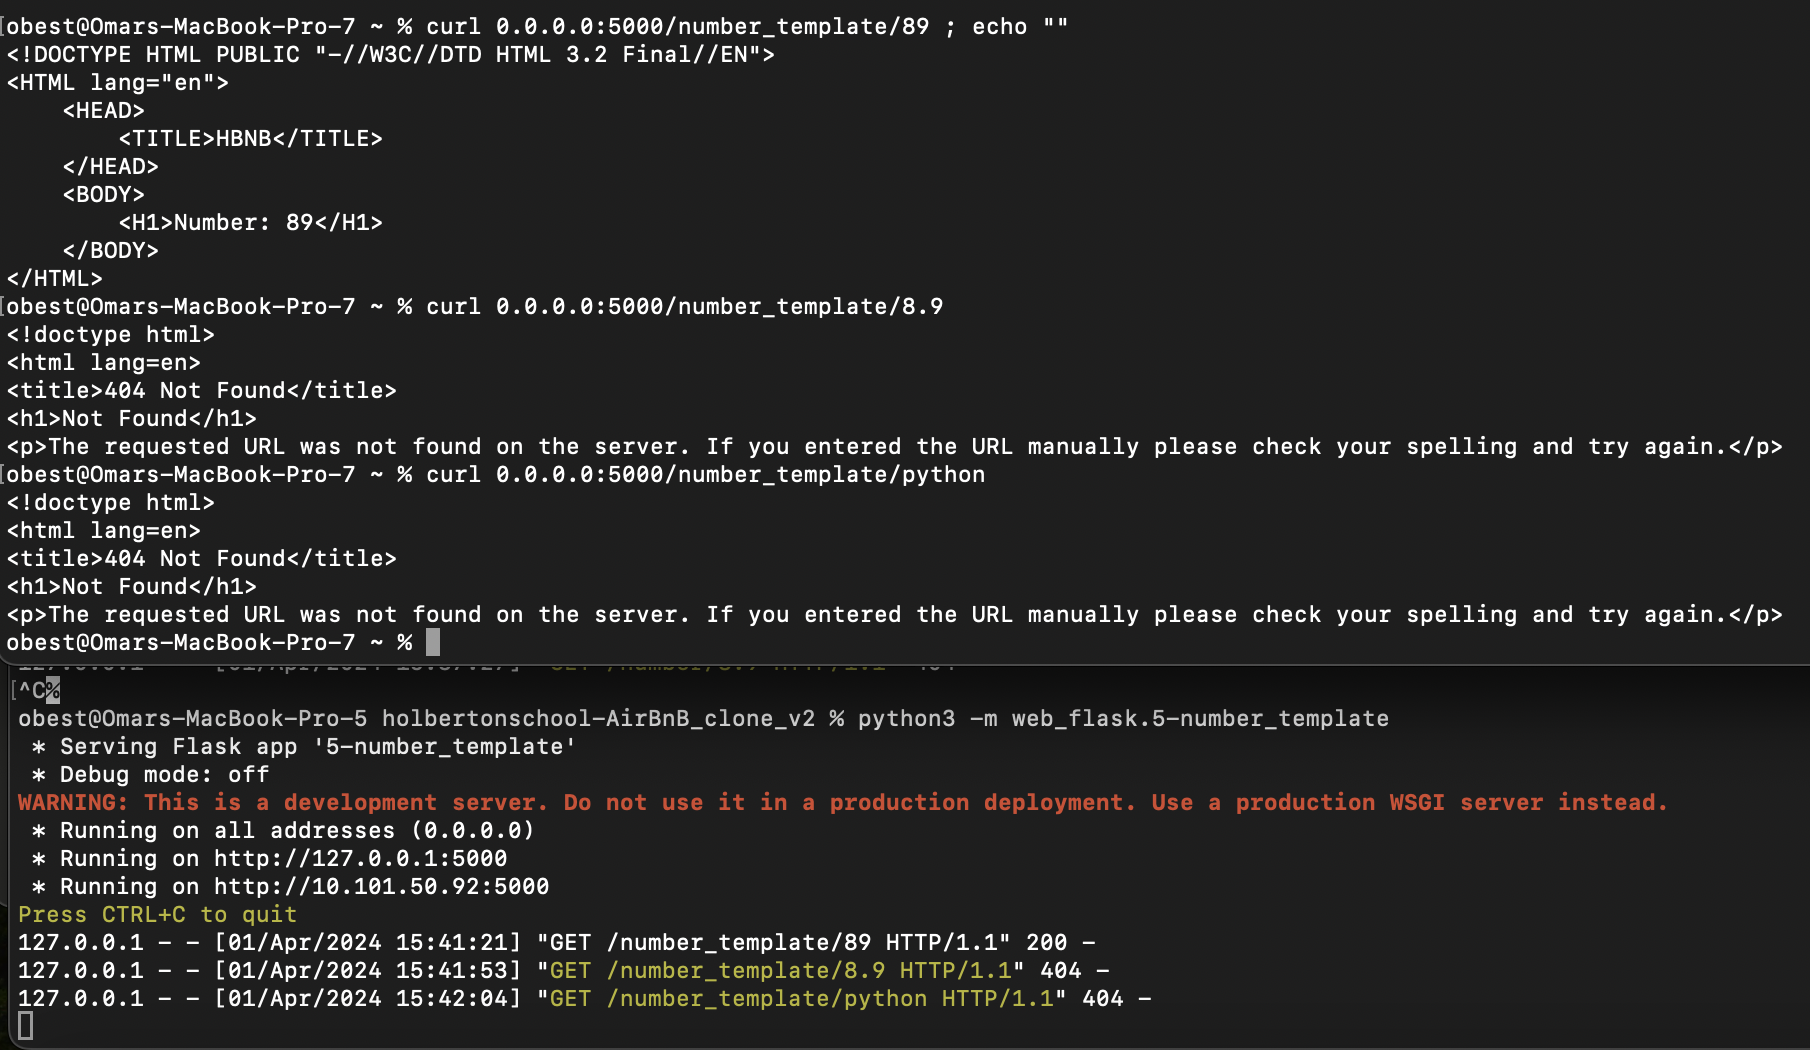 obest@Omars-MacBook-Pro-7 ~ % curl 0.0.0.0:5000/number_template/89 ; echo ""
<!DOCTYPE HTML PUBLIC "-//W3C//DTD HTML 3.2 Final//EN">
<HTML lang="en">
    <HEAD>
        <TITLE>HBNB</TITLE>
    </HEAD>
    <BODY>
        <H1>Number: 89</H1>
    </BODY>
</HTML>
obest@Omars-MacBook-Pro-7 ~ % curl 0.0.0.0:5000/number_template/8.9
<!doctype html>
<html lang=en>
<title>404 Not Found</title>
<h1>Not Found</h1>
<p>The requested URL was not found on the server. If you entered the URL manually please check your spelling and try again.</p>
obest@Omars-MacBook-Pro-7 ~ % curl 0.0.0.0:5000/number_template/python
<!doctype html>
<html lang=en>
<title>404 Not Found</title>
<h1>Not Found</h1>
<p>The requested URL was not found on the server. If you entered the URL manually please check your spelling and try again.</p>
obest@Omars-MacBook-Pro-7 ~ %
[^C%
obest@Omars-MacBook-Pro-5 holbertonschool-AirBnB_clone_v2 % python3 -m web_flask.5-number_template
 * Serving Flask app '5-number_template'
 * Debug mode: off
WARNING: This is a development server. Do not use it in a production deployment. Use a production WSGI server instead.
 * Running on all addresses (0.0.0.0)
 * Running on http://127.0.0.1:5000
 * Running on http://10.101.50.92:5000
Press CTRL+C to quit
127.0.0.1 - - [01/Apr/2024 15:41:21] "GET /number_template/89 HTTP/1.1" 200 -
127.0.0.1 - - [01/Apr/2024 15:41:53] "GET /number_template/8.9 HTTP/1.1" 404 -
127.0.0.1 - - [01/Apr/2024 15:42:04] "GET /number_template/python HTTP/1.1" 404 -